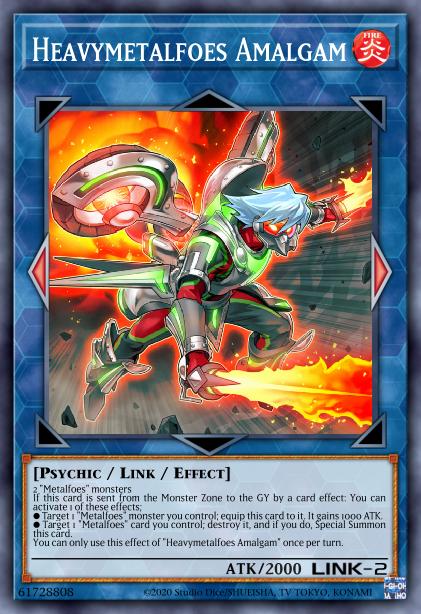 HEAVYMETALFOES AMALGAM
FIRE
炎
[PSYCHIC / LINK / EFFECT]
2 "Metalfoes" monsters
If this card is sent from the Monster Zone to the GY by a card effect: You can
activate 1 of these effects;
●Target 1 "Metalfoes" monster you control; equip this card to it. It gains 1000 ATK.
●Target 1 "Metalfoes" card you control; destroy it, and if you do, Special Summon
this card.
You can only use this effect of "Heavymetalfoes Amalgam" once per turn.
ATK/2000 LINK-2
61728808
©2020 Studio Dice/SHUEISHA, TV TOKYO, KONAMI